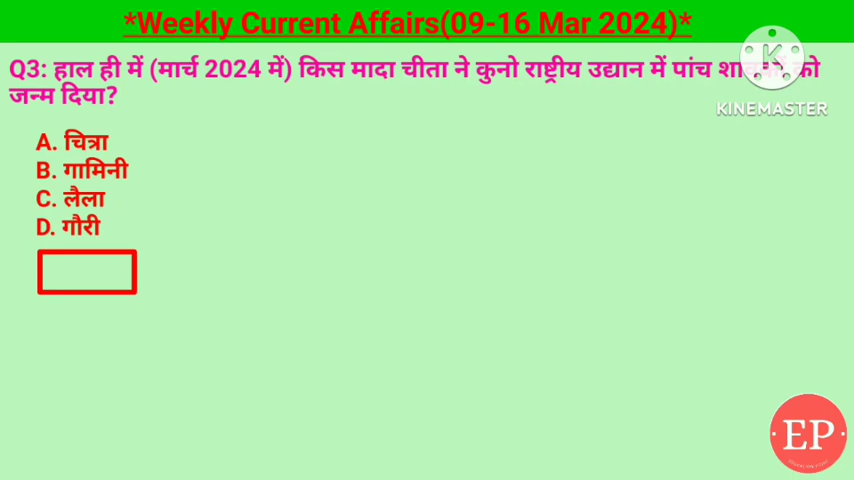 *Weekly Current Affairs(09-16 Mar 2024)*
Q3: हाल ही में (मार्च 2024 में) किस मादा चीता ने कुनो राष्ट्रीय उद्यान में पांच को
जन्म दिया?
A. चित्रा
B. गामिनी
C. लैला
D. गौरी
K
KINEMASTER
EP